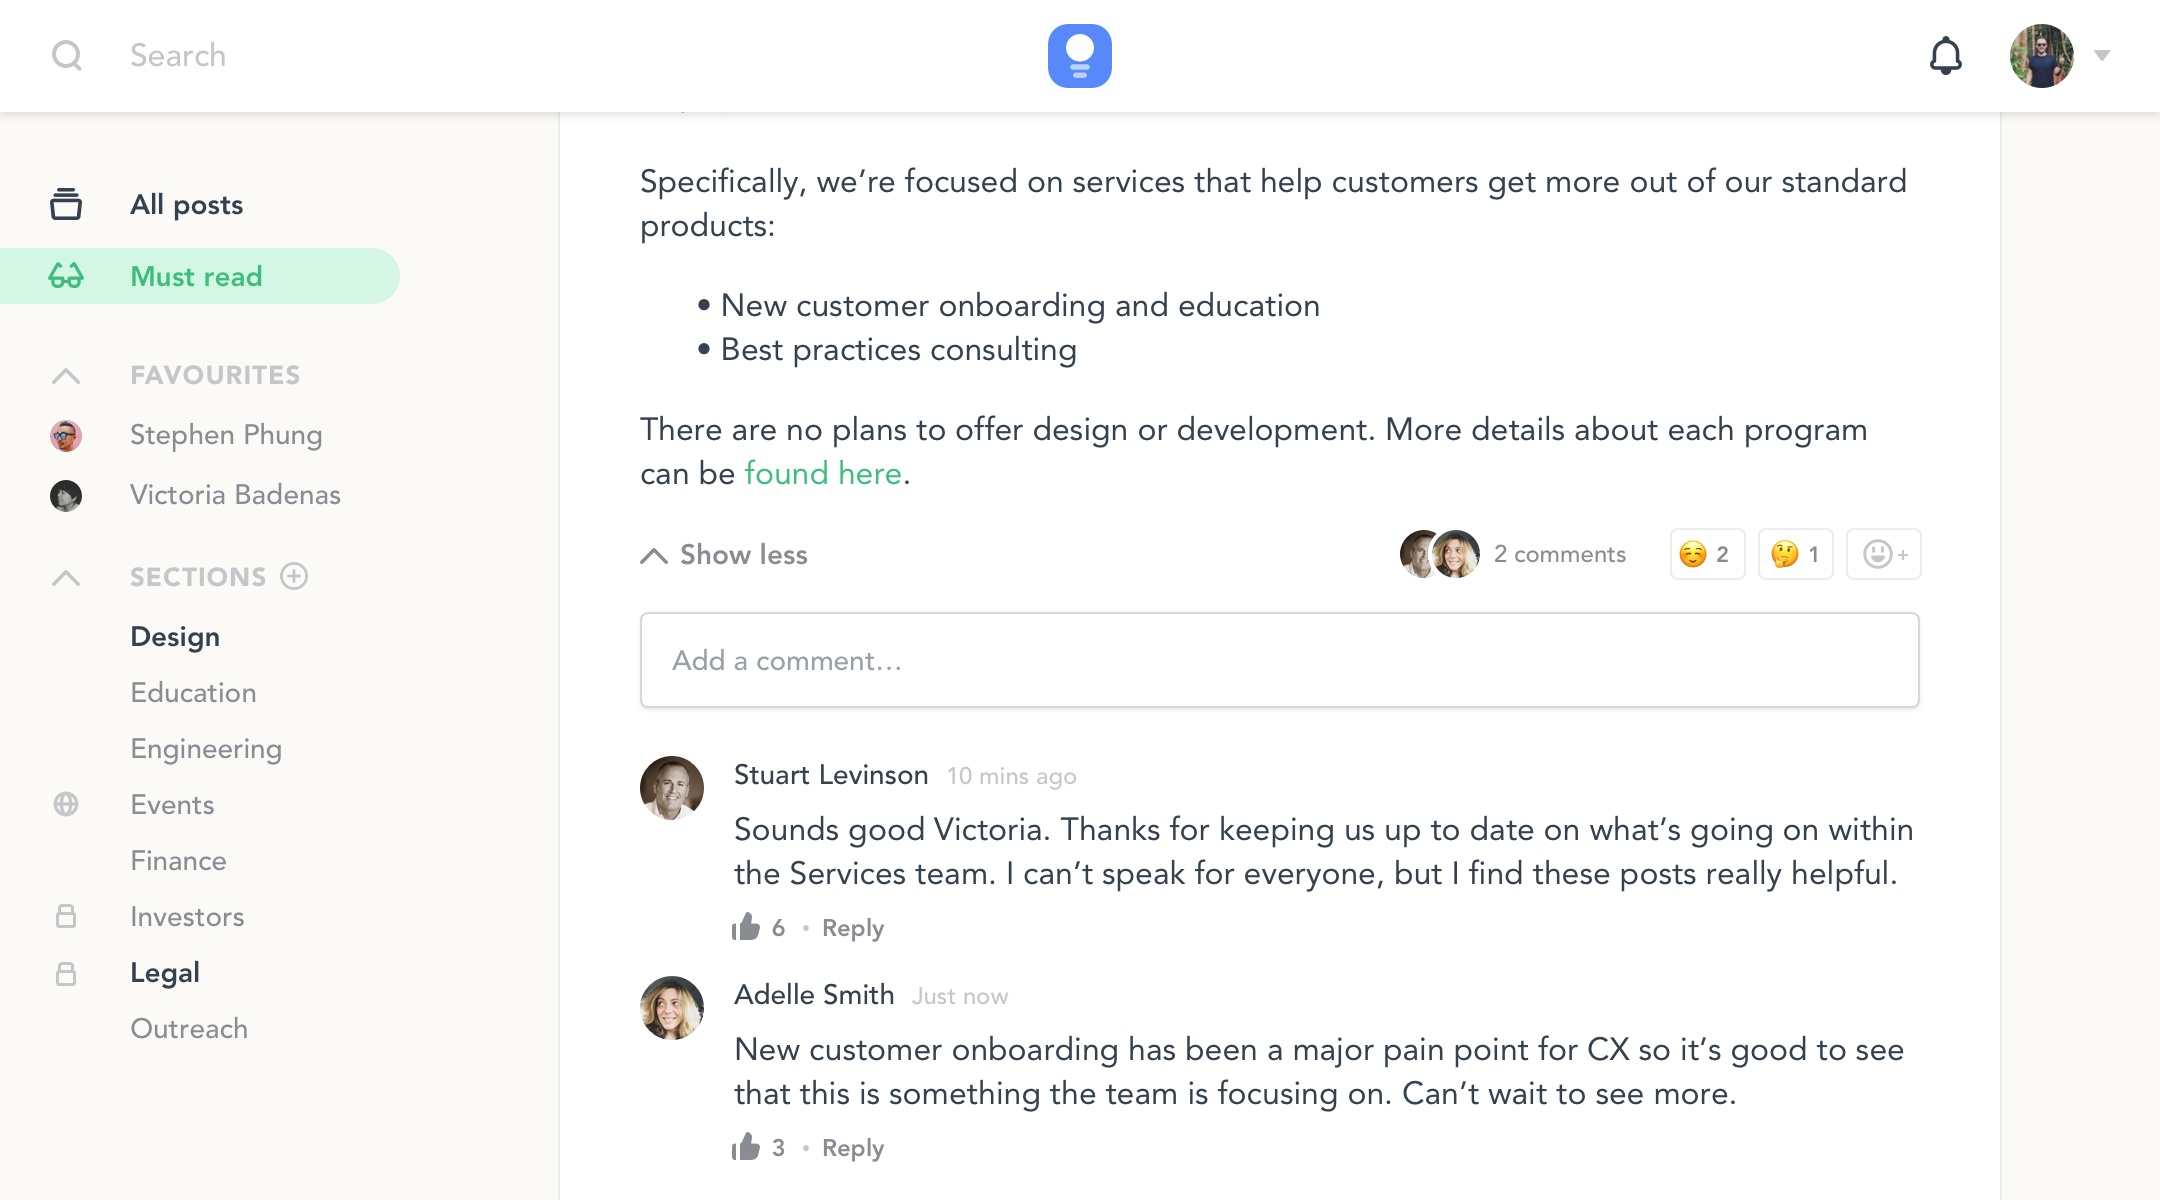 Search
All posts
Must read
FAVOURITES
Stephen Phung
Victoria Badenas
SECTIONS
Design
Education
Engineering
Events
Finance
Investors
Legal
Outreach
Specifically, we’re focused on services that help customers get more out of our standard
products:
• New customer onboarding and education
• Best practices consulting
There are no plans to offer design or development. More details about each program
can be found here.
Show less
2 comments
2
1
+
Add a comment…
Stuart Levinson 10 mins ago
Sounds good Victoria. Thanks for keeping us up to date on what’s going on within
the Services team. I can’t speak for everyone, but I find these posts really helpful.
6 • Reply
Adelle Smith Just now
New customer onboarding has been a major pain point for CX so it’s good to see
that this is something the team is focusing on. Can’t wait to see more.
3 • Reply